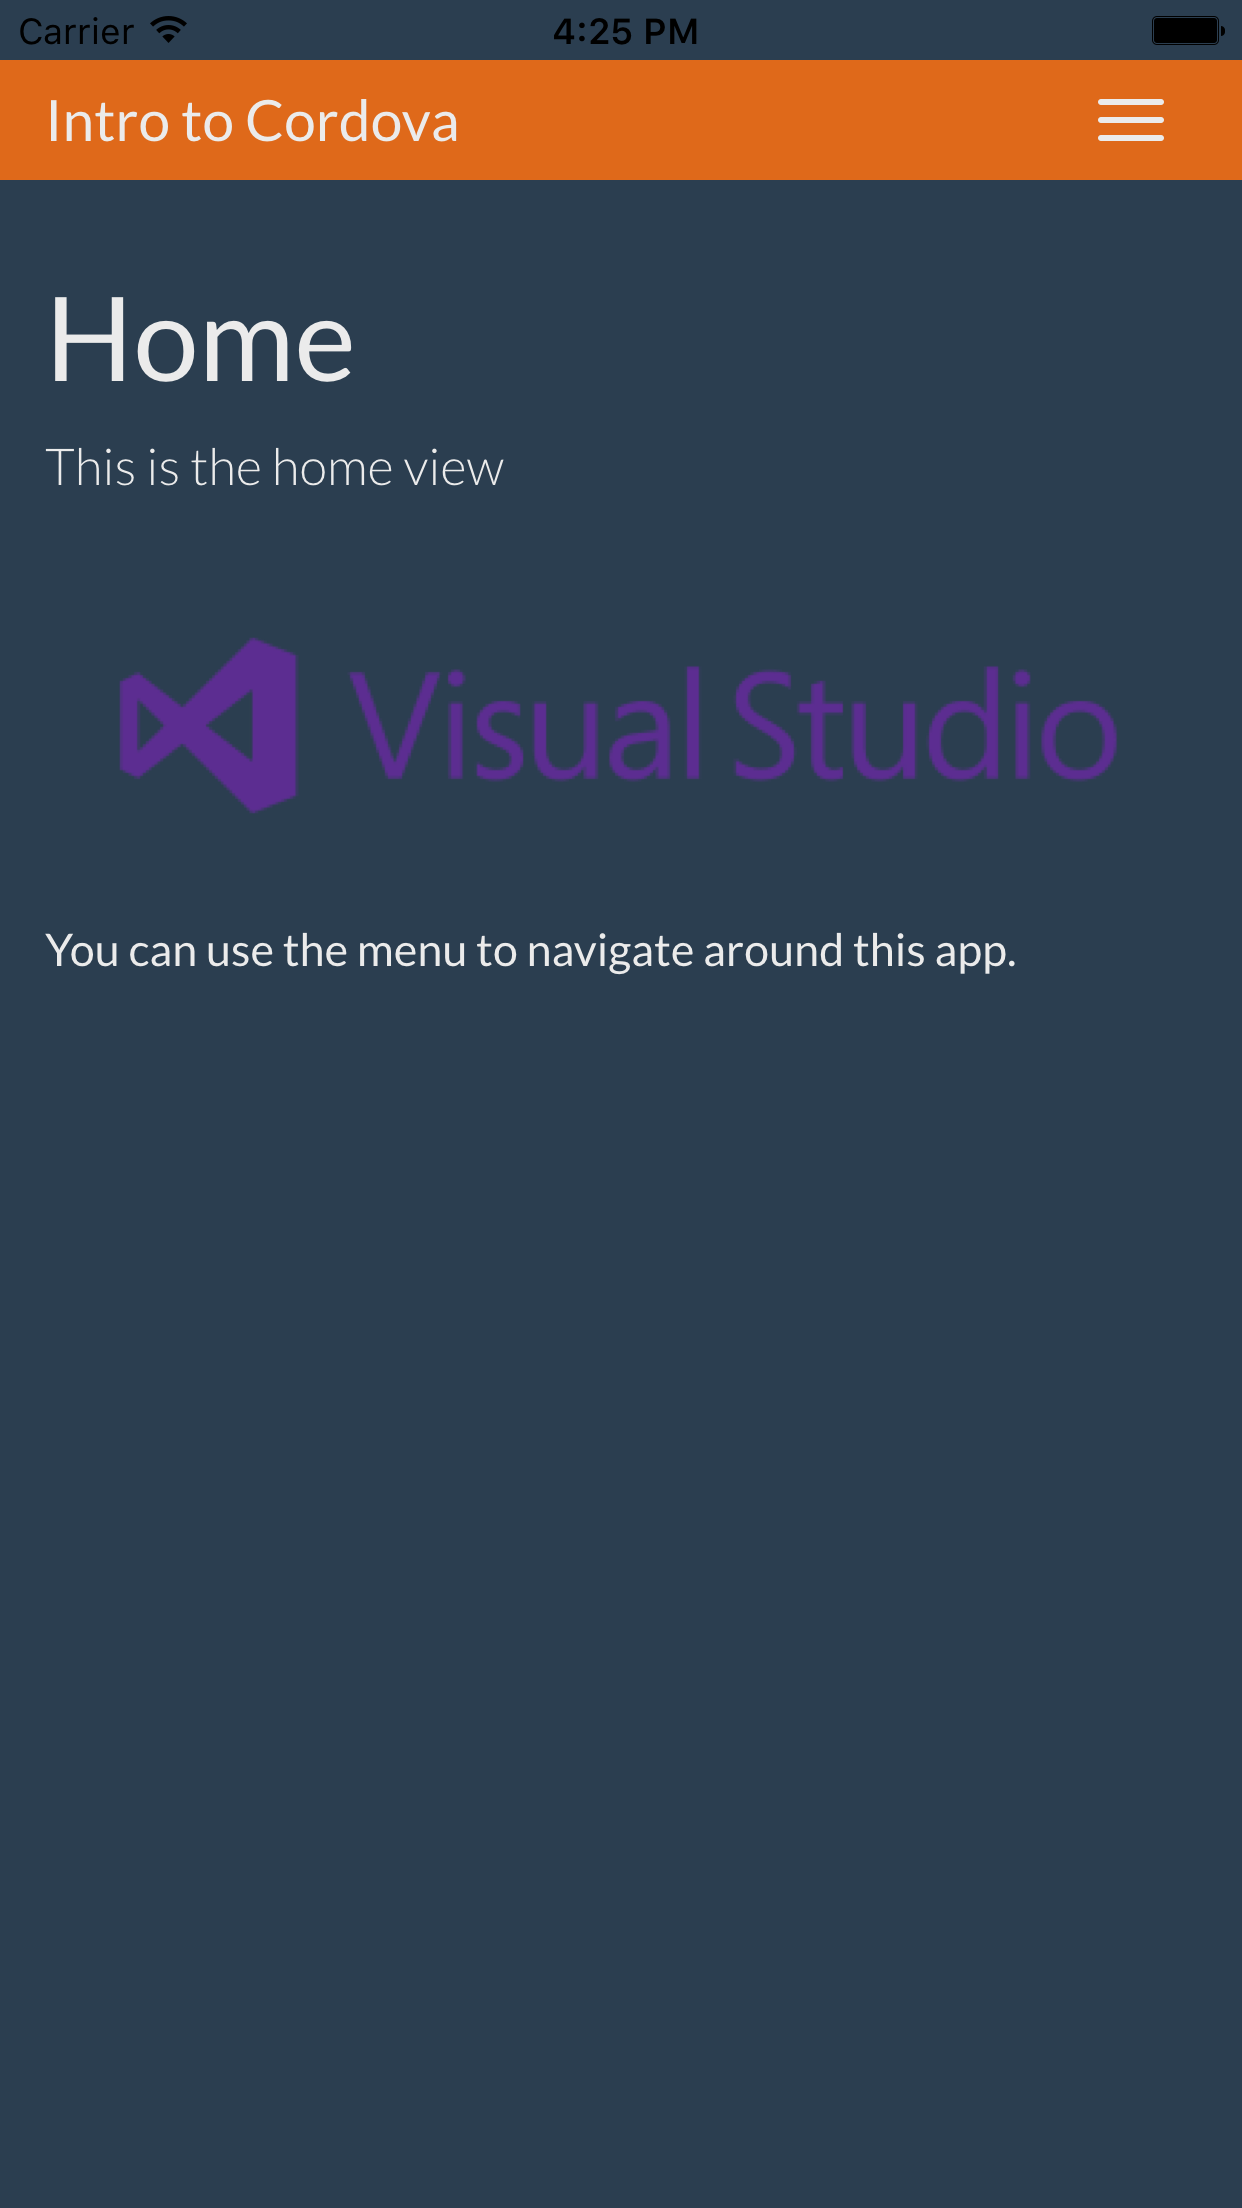 Carrier 4:25 PM
Intro to Cordova
Home
This is the home view
Visual Studio
You can use the menu to navigate around this app.